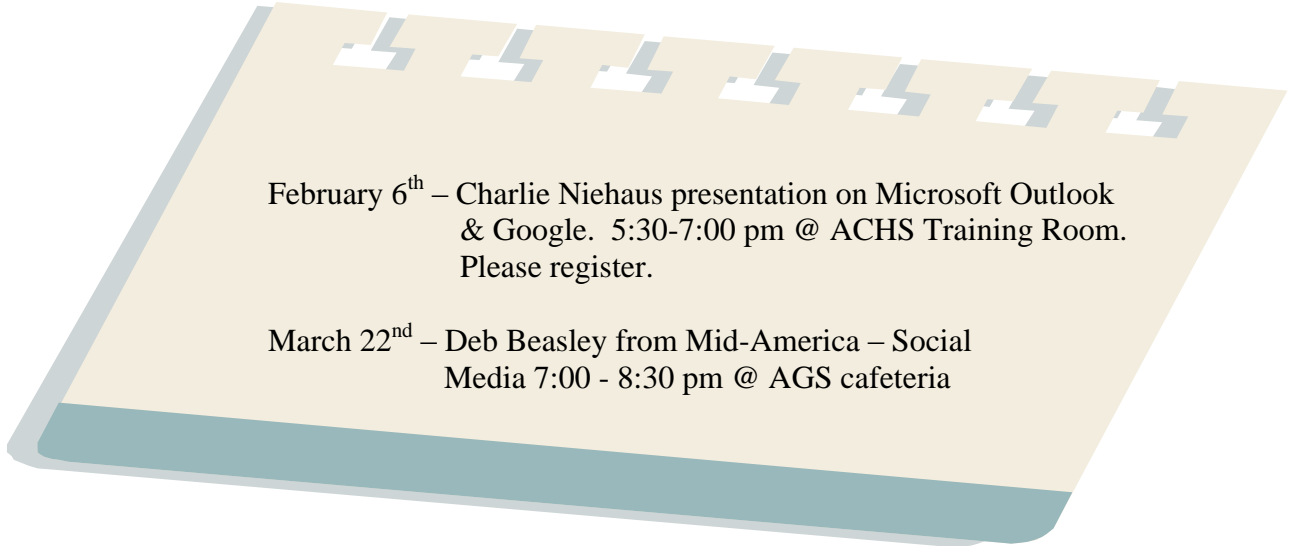 February 6th – Charlie Niehaus presentation on Microsoft Outlook
& Google. 5:30-7:00 pm @ ACHS Training Room.
Please register.
March 22nd – Deb Beasley from Mid-America – Social
Media 7:00 - 8:30 pm @ AGS cafeteria